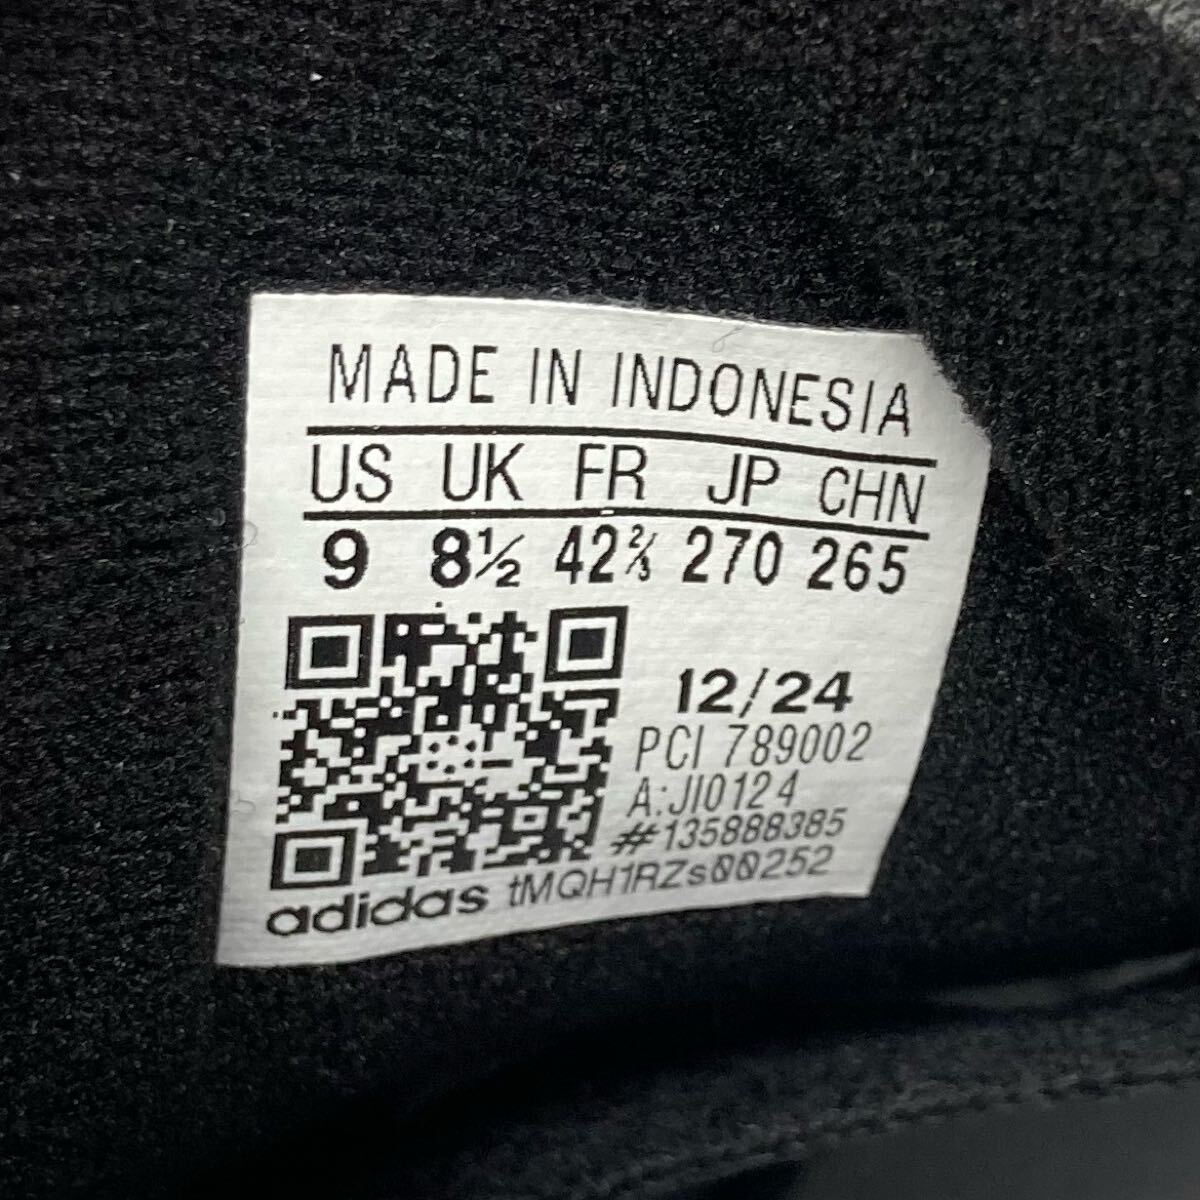 MADE IN INDONESIA
US UK FR JP CHN
9 8½ 42⅔ 270 265
12/24
PCI 789002
A:JI0124
#135888385
adidas tMQH1RZs00252